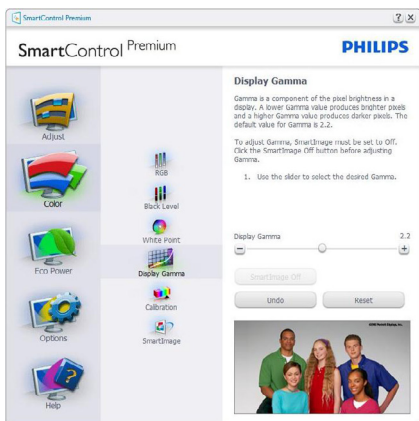 SmartControl Premium
SmartControl Premium
PHILIPS
Adjust
Color
Eco Power
Options
Help
RGB
Black Level
White Point
Display Gamma
Calibration
SmartImage
Display Gamma
Gamma is a component of the pixel brightness in a
display. A lower Gamma value produces brighter pixels
and a higher Gamma value produces darker pixels. The
default value for Gamma is 2.2.
To adjust Gamma, SmartImage must be set to Off.
Click the SmartImage Off button before adjusting
Gamma.
1. Use the slider to select the desired Gamma.
Display Gamma 2.2
SmartImage Off
Undo Reset